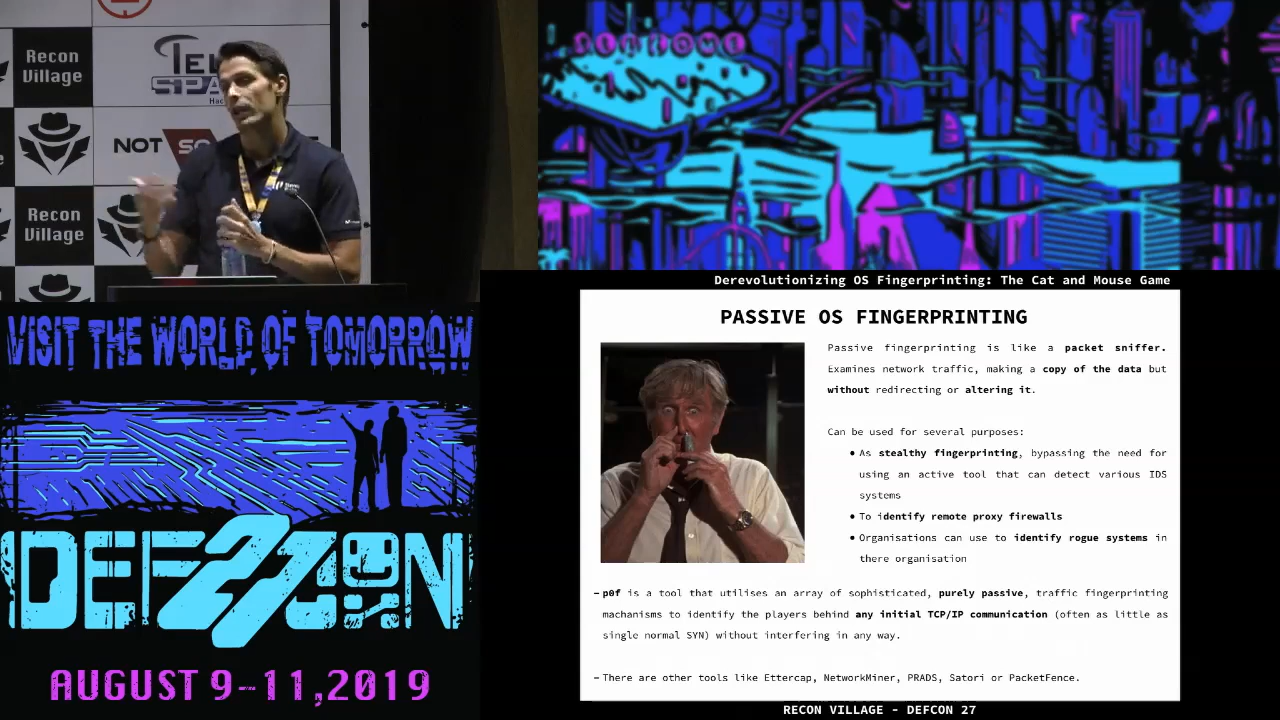 Recon
Village
TEL
SPA
Hac
NOT SO
Recon
Village
WELCOME
VISIT THE WORLD OF TOMORROW
DEF27CON
AUGUST 9-11,2019
Derevolutionizing OS Fingerprinting: The Cat and Mouse Game
PASSIVE OS FINGERPRINTING
Passive fingerprinting is like a packet sniffer.
Examines network traffic, making a copy of the data but
without redirecting or altering it.
Can be used for several purposes:
• As stealthy fingerprinting, bypassing the need for
using an active tool that can detect various IDS
systems
• To identify remote proxy firewalls
• Organisations can use to identify rogue systems in
there organisation
– p0f is a tool that utilises an array of sophisticated, purely passive, traffic fingerprinting
machanisms to identify the players behind any initial TCP/IP communication (often as little as
single normal SYN) without interfering in any way.
– There are other tools like Ettercap, NetworkMiner, PRADS, Satori or PacketFence.
RECON VILLAGE - DEFCON 27